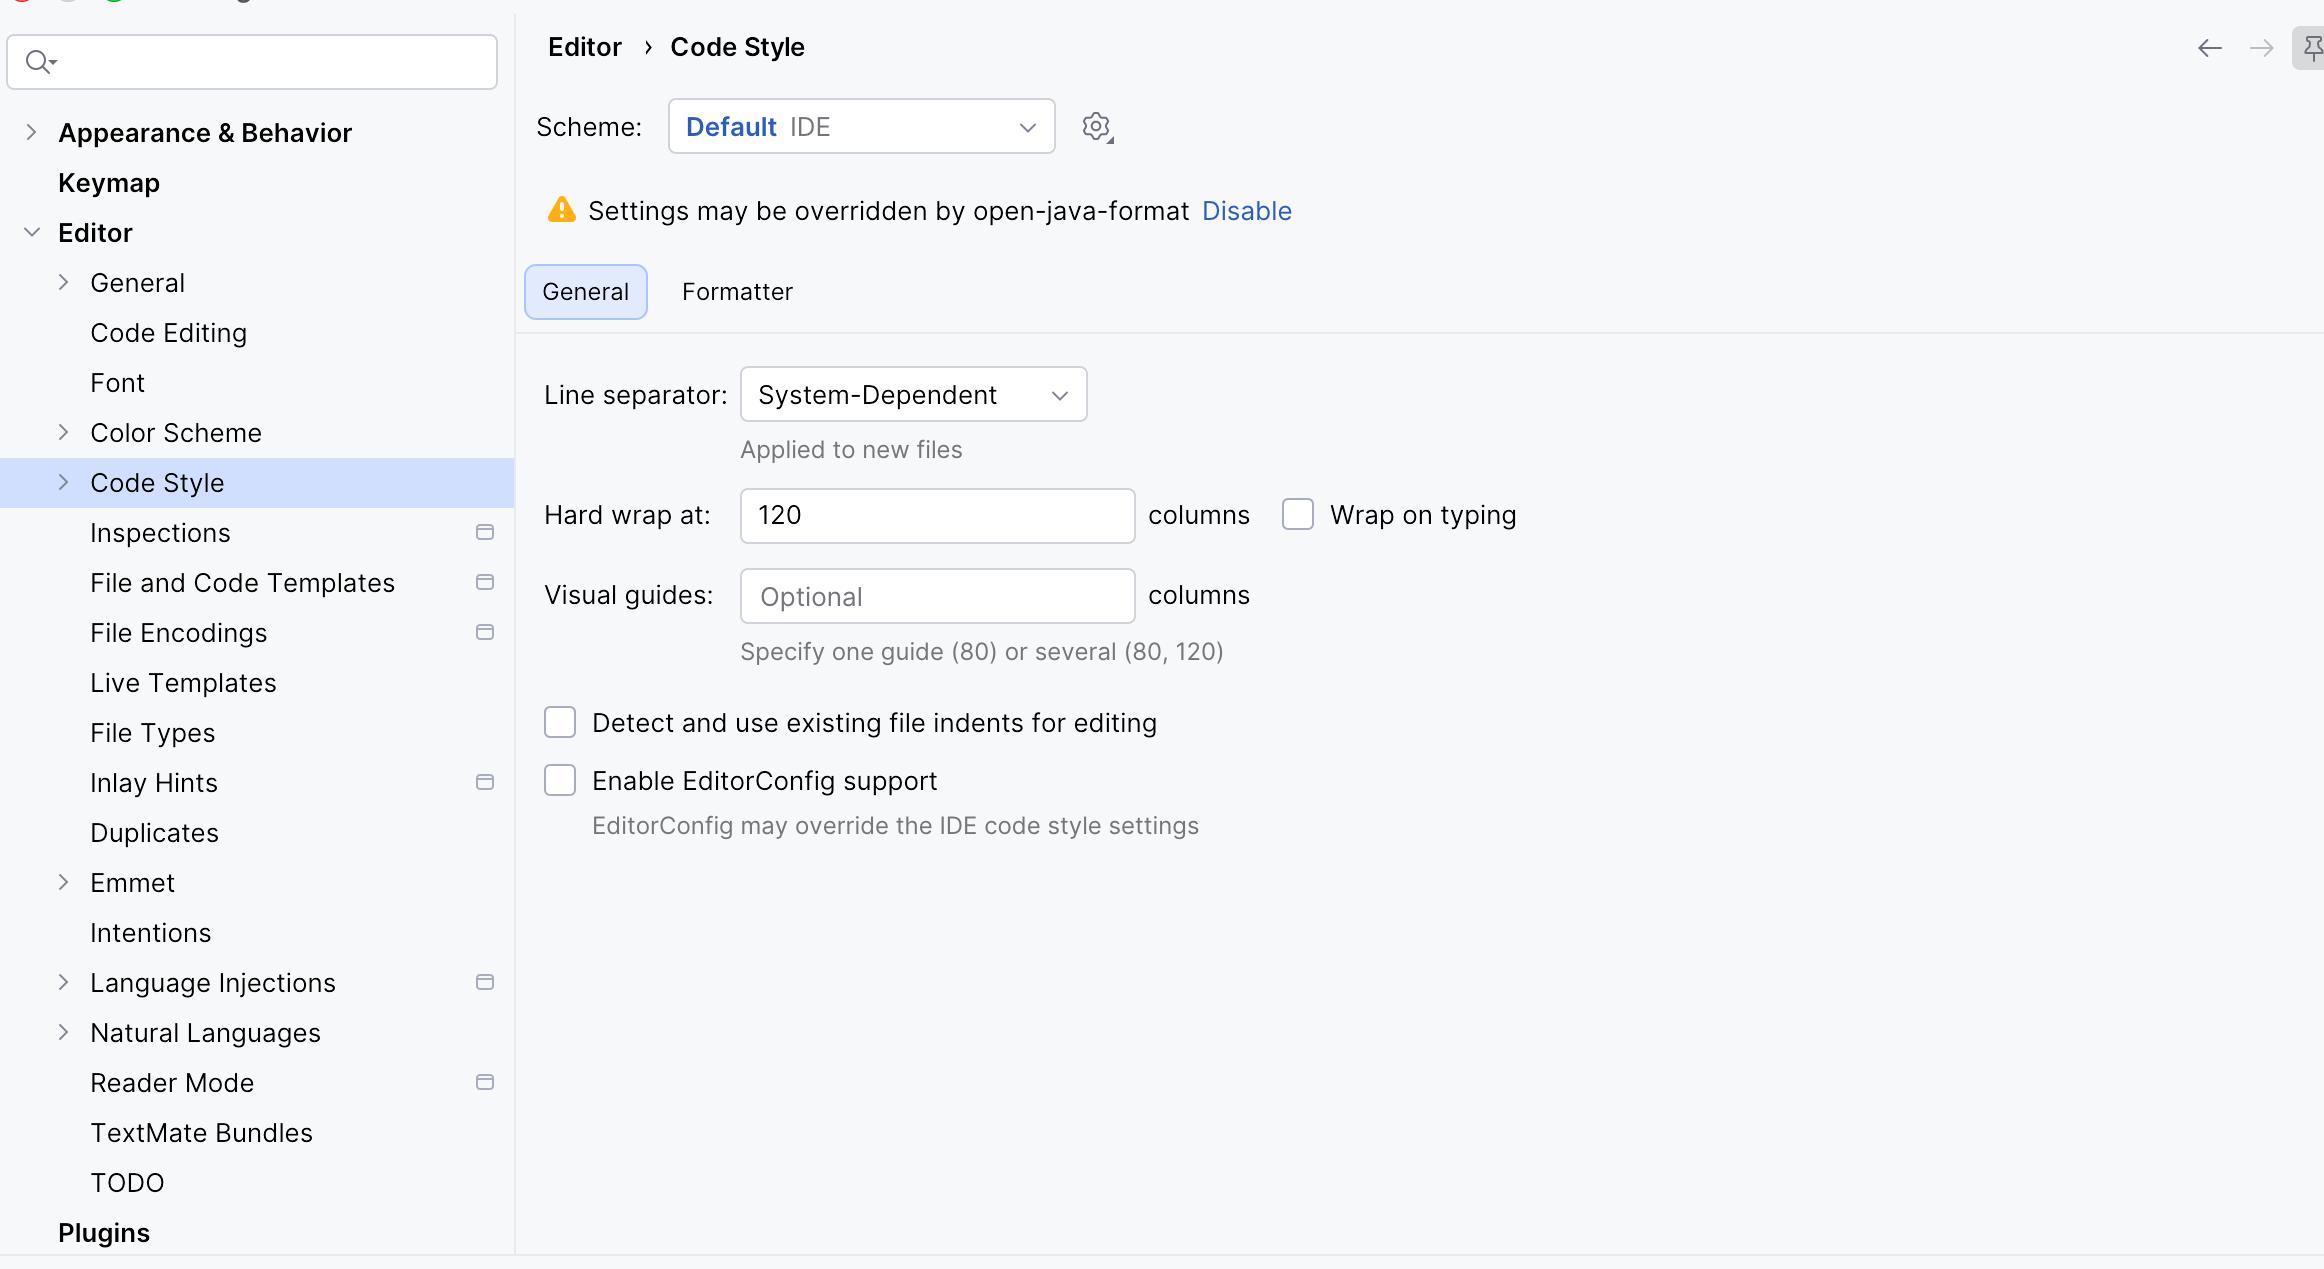 Editor › Code Style
Scheme: Default IDE
Settings may be overridden by open-java-format Disable
General Formatter
Line separator: System-Dependent
Applied to new files
Hard wrap at: 120 columns Wrap on typing
Visual guides: Optional columns
Specify one guide (80) or several (80, 120)
Detect and use existing file indents for editing
Enable EditorConfig support
EditorConfig may override the IDE code style settings
Appearance & Behavior
Keymap
Editor
General
Code Editing
Font
Color Scheme
Code Style
Inspections
File and Code Templates
File Encodings
Live Templates
File Types
Inlay Hints
Duplicates
Emmet
Intentions
Language Injections
Natural Languages
Reader Mode
TextMate Bundles
TODO
Plugins